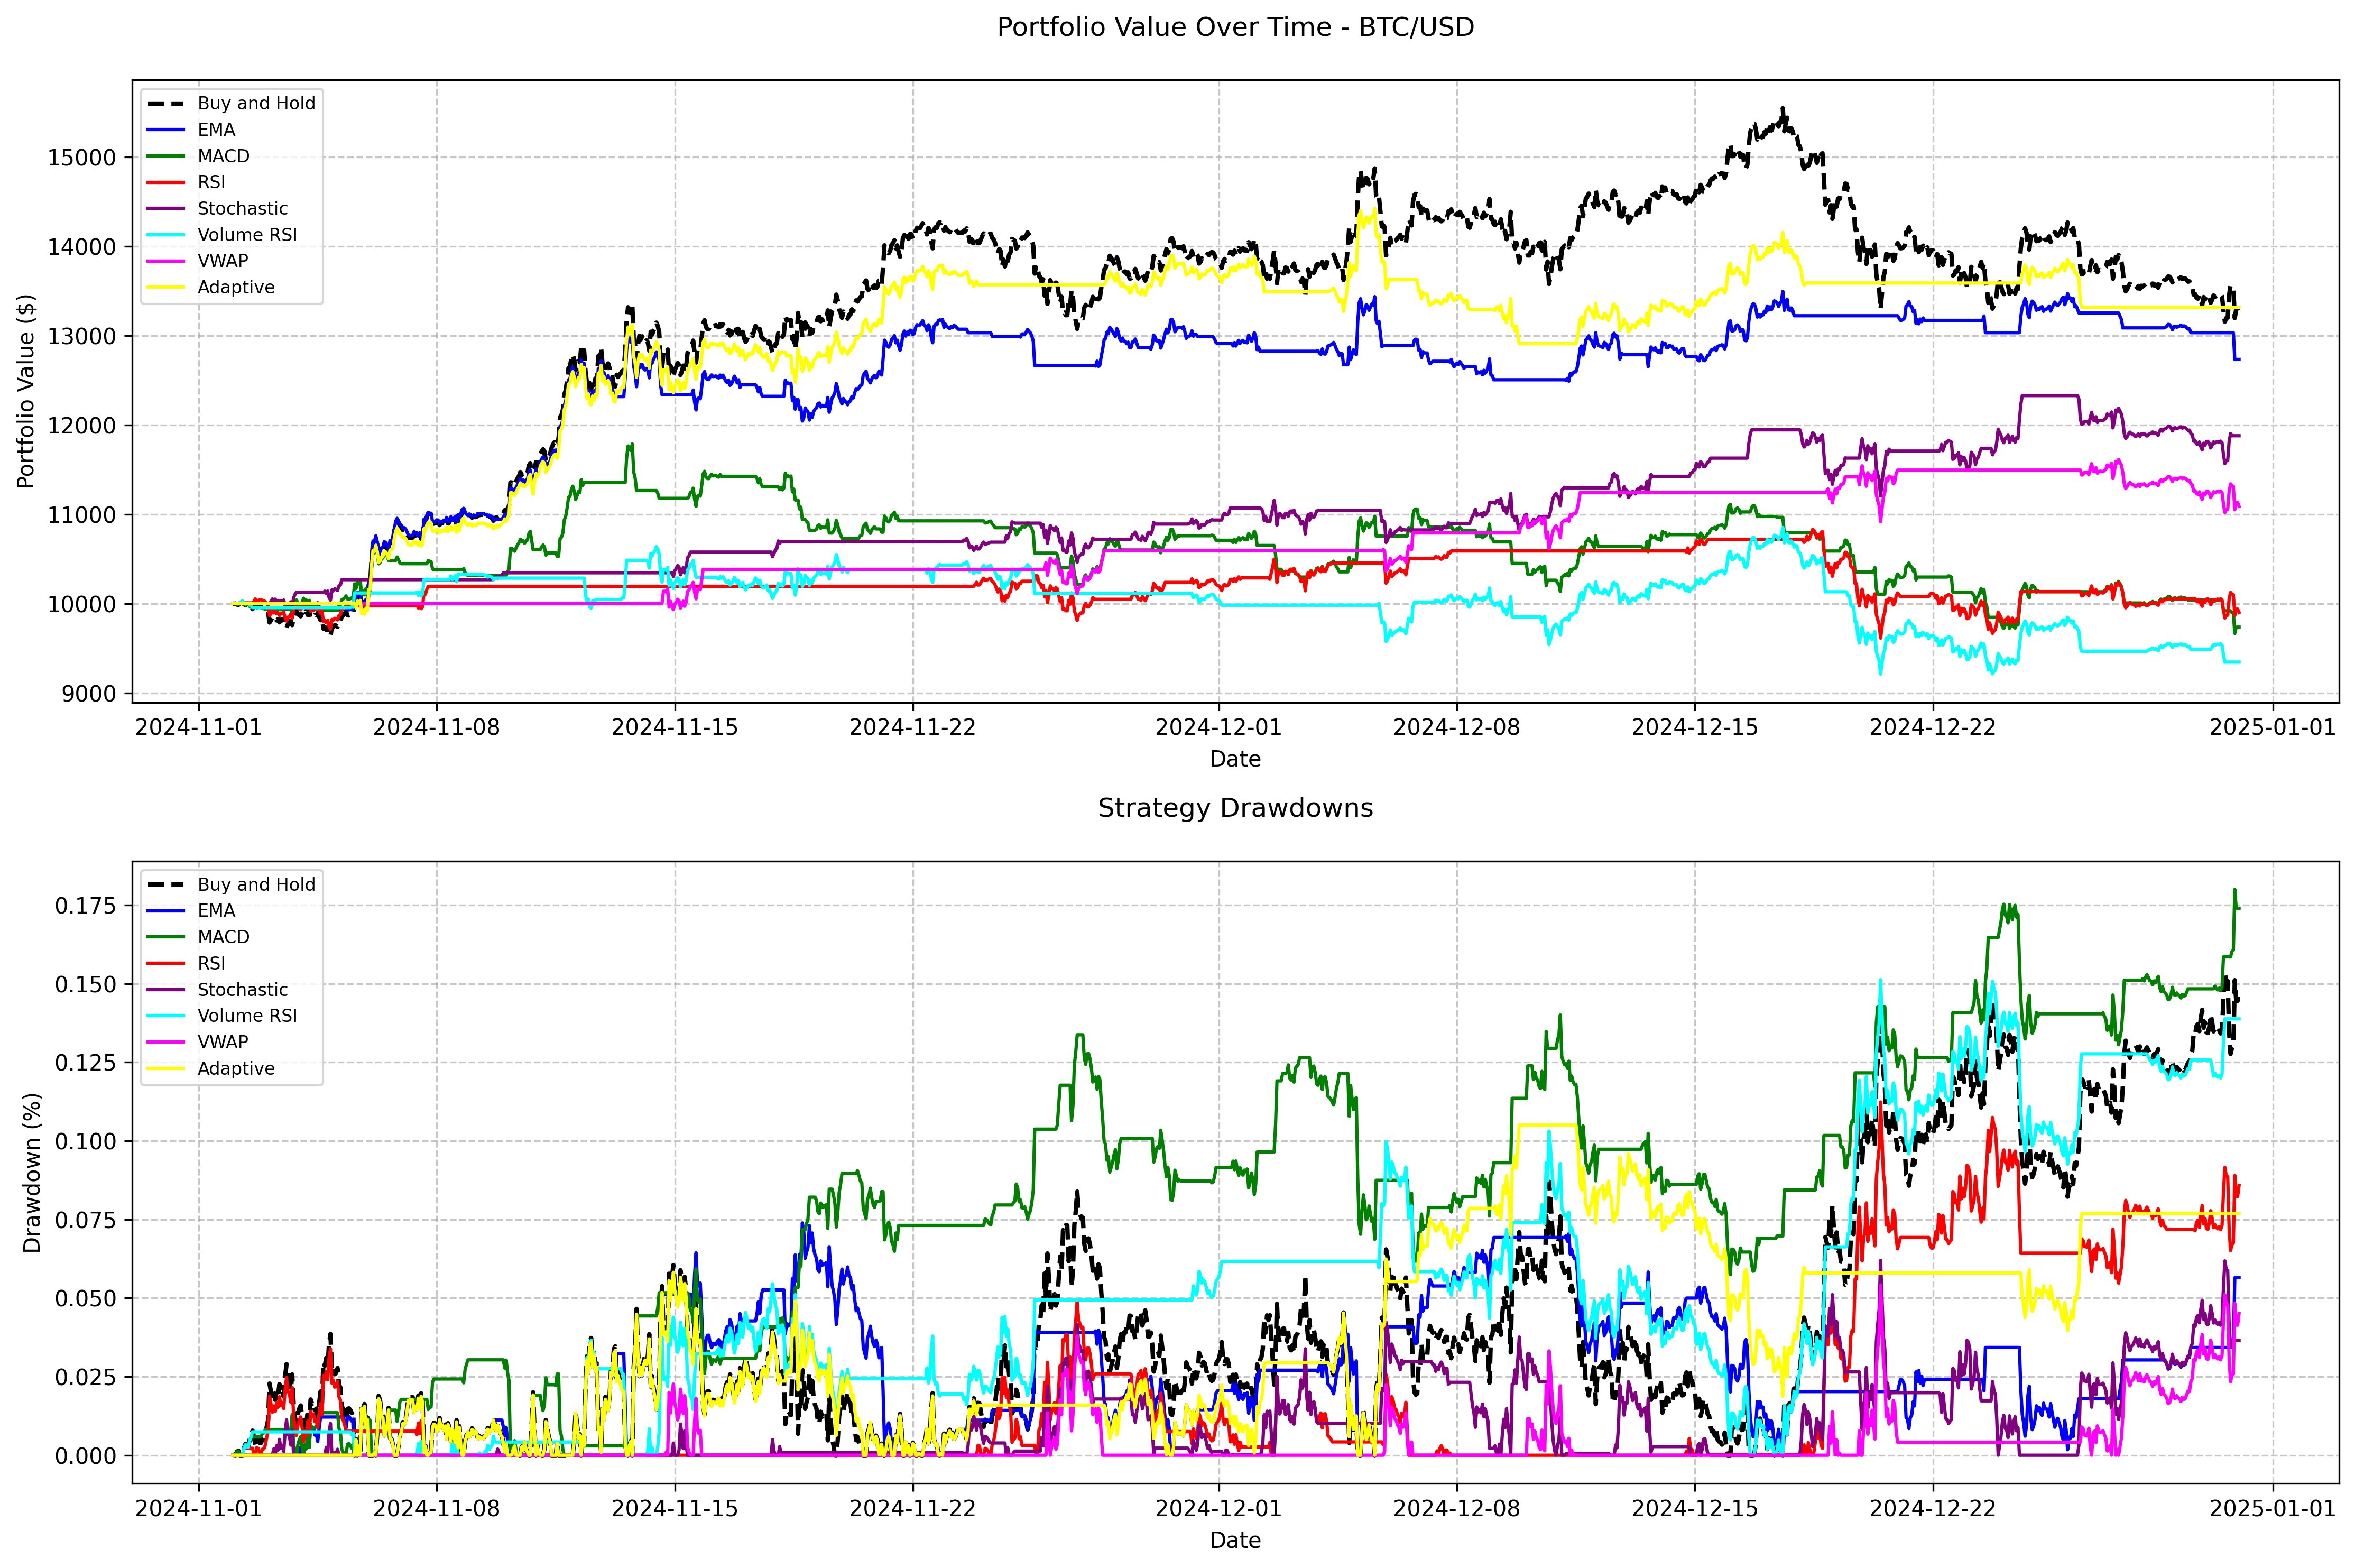 Portfolio Value Over Time - BTC/USD
Portfolio Value ($)
15000
14000
13000
12000
11000
10000
9000
Buy and Hold
EMA
MACD
RSI
Stochastic
Volume RSI
VWAP
Adaptive
2024-11-01 2024-11-08 2024-11-15 2024-11-22 2024-12-01 2024-12-08 2024-12-15 2024-12-22 2025-01-01
Date
Strategy Drawdowns
Drawdown (%)
0.175
0.150
0.125
0.100
0.075
0.050
0.025
0.000
Buy and Hold
EMA
MACD
RSI
Stochastic
Volume RSI
VWAP
Adaptive
2024-11-01 2024-11-08 2024-11-15 2024-11-22 2024-12-01 2024-12-08 2024-12-15 2024-12-22 2025-01-01
Date